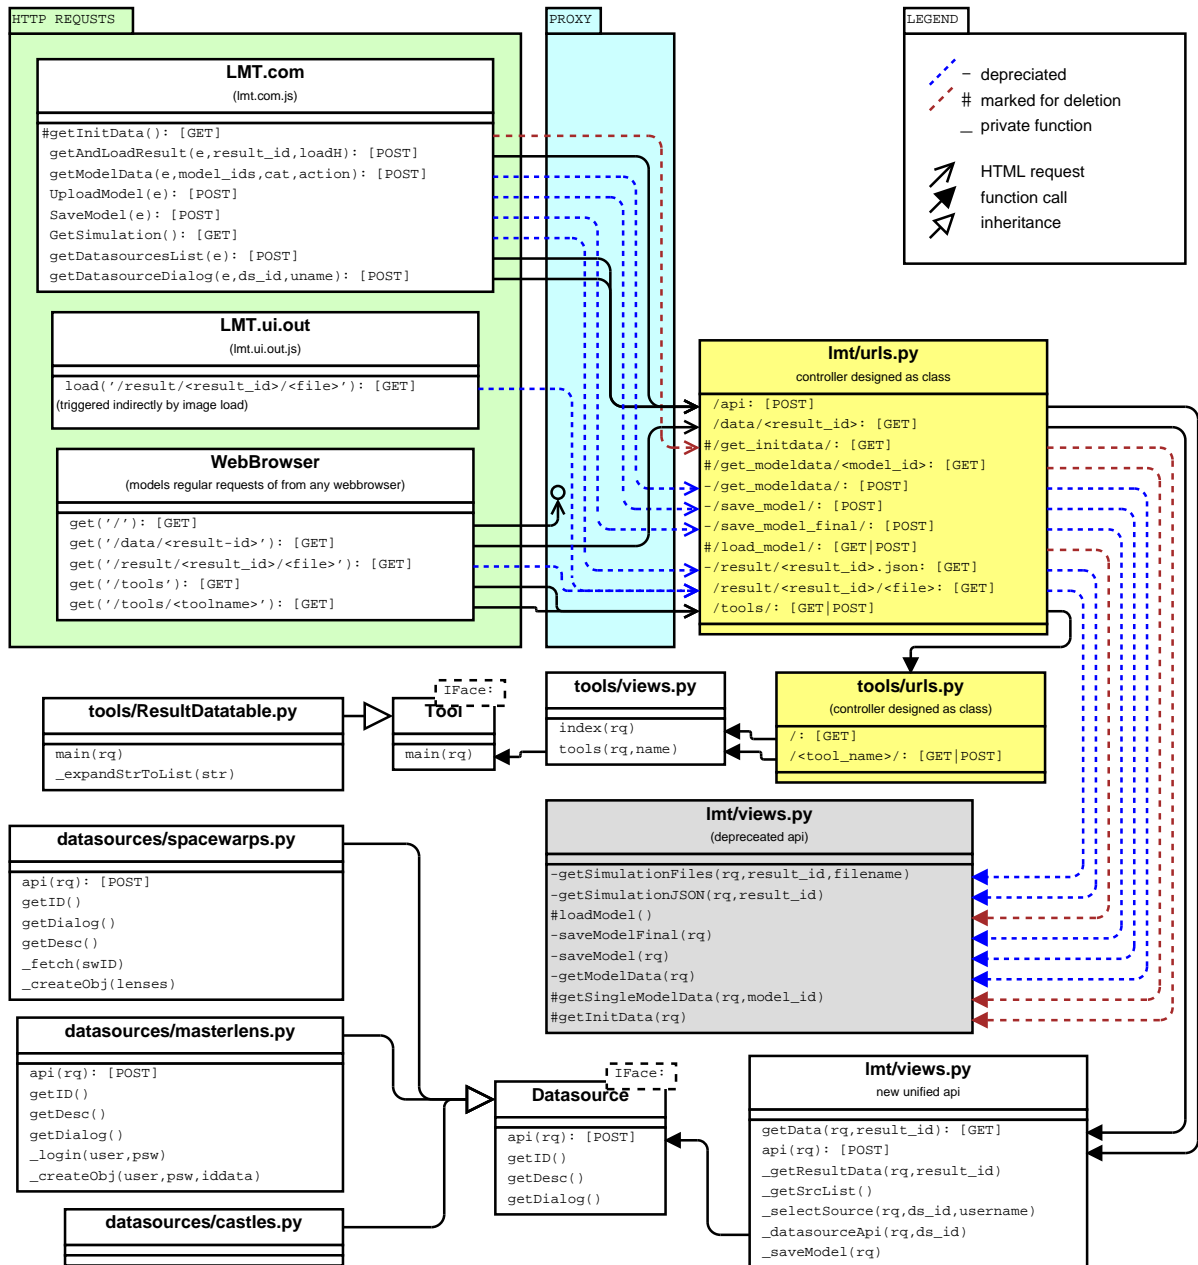 HTTP REQUSTS
LMT.com
(lmt.com.js)
#getInitData(): [GET]
getAndLoadResult(e,result_id,loadH): [POST]
getModelData(e,model_ids,cat,action): [POST]
UploadModel(e): [POST]
SaveModel(e): [POST]
GetSimulation(): [GET]
getDatasourcesList(e): [POST]
getDatasourceDialog(e,ds_id,uname): [POST]
LMT.ui.out
(lmt.ui.out.js)
load('/result/<result_id>/<file>'): [GET]
(triggered indirectly by image load)
WebBrowser
(models regular requests of from any webbrowser)
get('/'): [GET]
get('/data/<result-id>'): [GET]
get('/result/<result_id>/<file>'): [GET]
get('/tools'): [GET]
get('/tools/<toolname>'): [GET]
PROXY
LEGEND
- depreciated
# marked for deletion
_ private function
HTML request
function call
inheritance
lmt/urls.py
controller designed as class
/api: [POST]
/data/<result_id>: [GET]
#/get_initdata/: [GET]
#/get_modeldata/<model_id>: [GET]
-/get_modeldata/: [POST]
-/save_model/: [POST]
-/save_model_final/: [POST]
#/load_model/: [GET|POST]
-/result/<result_id>.json: [GET]
/result/<result_id>/<file>: [GET]
/tools/: [GET|POST]
tools/ResultDatatable.py
main(rq)
_expandStrToList(str)
IFace:
Tool
main(rq)
tools/views.py
index(rq)
tools(rq,name)
tools/urls.py
(controller designed as class)
/: [GET]
/<tool_name>/: [GET|POST]
lmt/views.py
(depreceated api)
-getSimulationFiles(rq,result_id,filename)
-getSimulationJSON(rq,result_id)
#loadModel()
-saveModelFinal(rq)
-saveModel(rq)
-getModelData(rq)
#getSingleModelData(rq,model_id)
#getInitData(rq)
datasources/spacewarps.py
api(rq): [POST]
getID()
getDialog()
getDesc()
_fetch(swID)
_createObj(lenses)
datasources/masterlens.py
api(rq): [POST]
getID()
getDesc()
getDialog()
_login(user,psw)
_createObj(user,psw,iddata)
datasources/castles.py
IFace:
Datasource
api(rq): [POST]
getID()
getDesc()
getDialog()
lmt/views.py
new unified api
getData(rq,result_id): [GET]
api(rq): [POST]
_getResultData(rq,result_id)
_getSrcList()
_selectSource(rq,ds_id,username)
_datasourceApi(rq,ds_id)
_saveModel(rq)